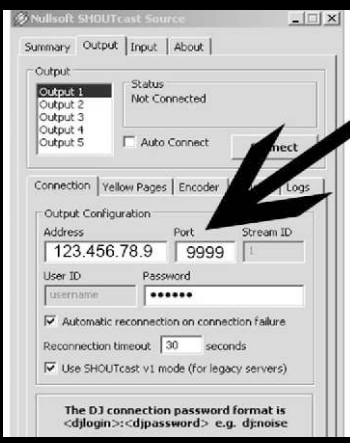 Nullsoft SHOUTcast Source
Summary Output Input About
Output
Output 1
Output 2
Output 3
Output 4
Output 5
Status
Not Connected
Auto Connect
Connection Yellow Pages Encoder Logs
Output Configuration
Address Port Stream ID
123.456.78.9 9999 1
User ID Password
username ••••••
Automatic reconnection on connection failure
Reconnection timeout 30 seconds
Use SHOUTcast v1 mode (for legacy servers)
The DJ connection password format is
<djlogin>:<djpassword> e.g. dj:noise